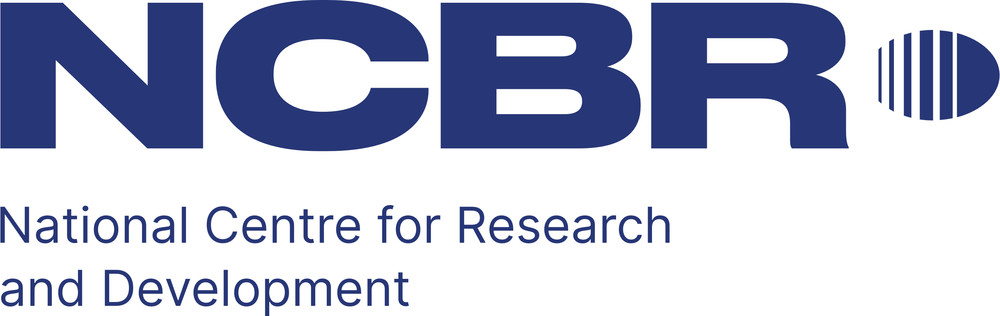 NCBR
National Centre for Research
and Development